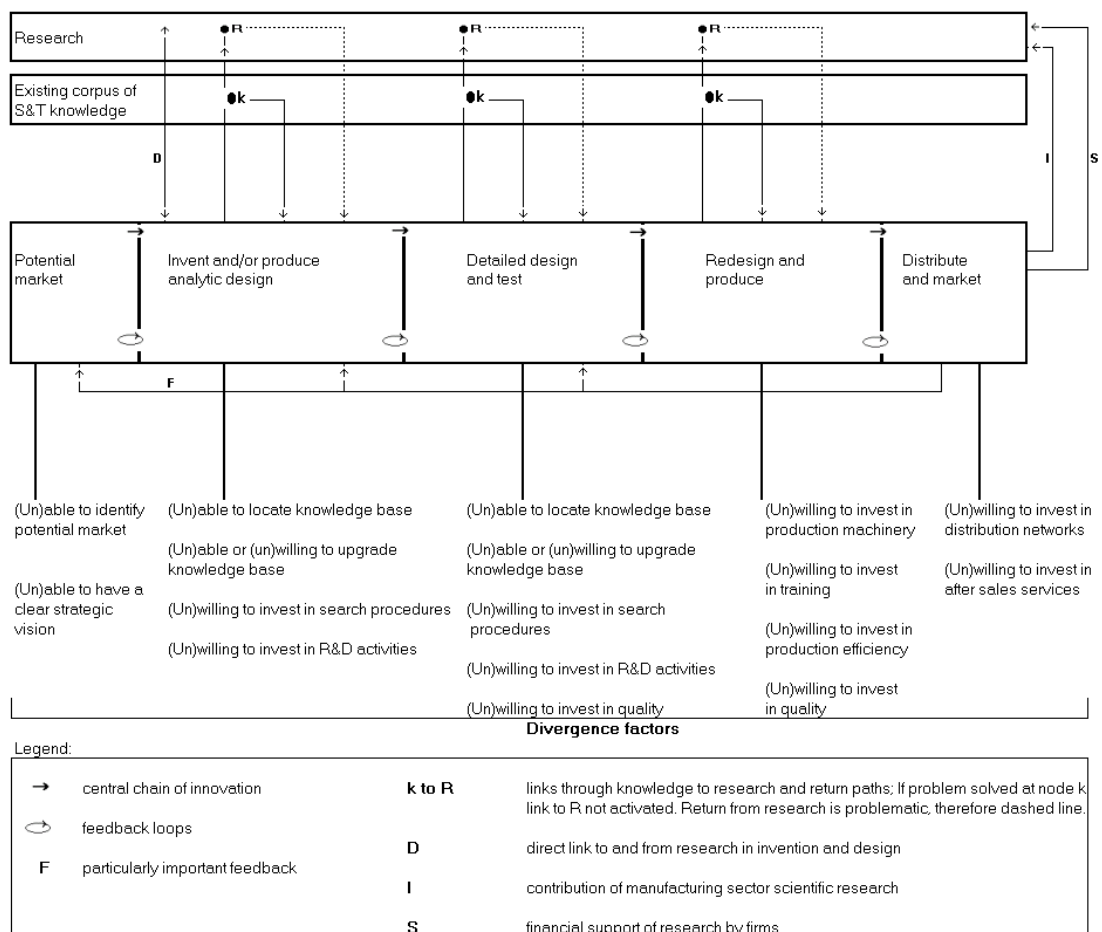 Research
R
R
R
Existing corpus of
S&T knowledge
k
k
k
D
I
S
Potential
market
Invent and/or produce
analytic design
Detailed design
and test
Redesign and
produce
Distribute
and market
F
(Un)able to identify
potential market
(Un)able to have a
clear strategic
vision
(Un)able to locate knowledge base
(Un)able or (un)willing to upgrade
knowledge base
(Un)willing to invest in search procedures
(Un)willing to invest in R&D activities
(Un)able to locate knowledge base
(Un)able or (un)willing to upgrade
knowledge base
(Un)willing to invest in search
procedures
(Un)willing to invest in R&D activities
(Un)willing to invest in quality
(Un)willing to invest in
production machinery
(Un)willing to invest
in training
(Un)willing to invest in
production efficiency
(Un)willing to invest
in quality
(Un)willing to invest in
distribution networks
(Un)willing to invest in
after sales services
Divergence factors
Legend:
central chain of innovation
feedback loops
F particularly important feedback
k to R links through knowledge to research and return paths; If problem solved at node k
link to R not activated. Return from research is problematic, therefore dashed line.
D direct link to and from research in invention and design
I contribution of manufacturing sector scientific research
S financial support of research by firms